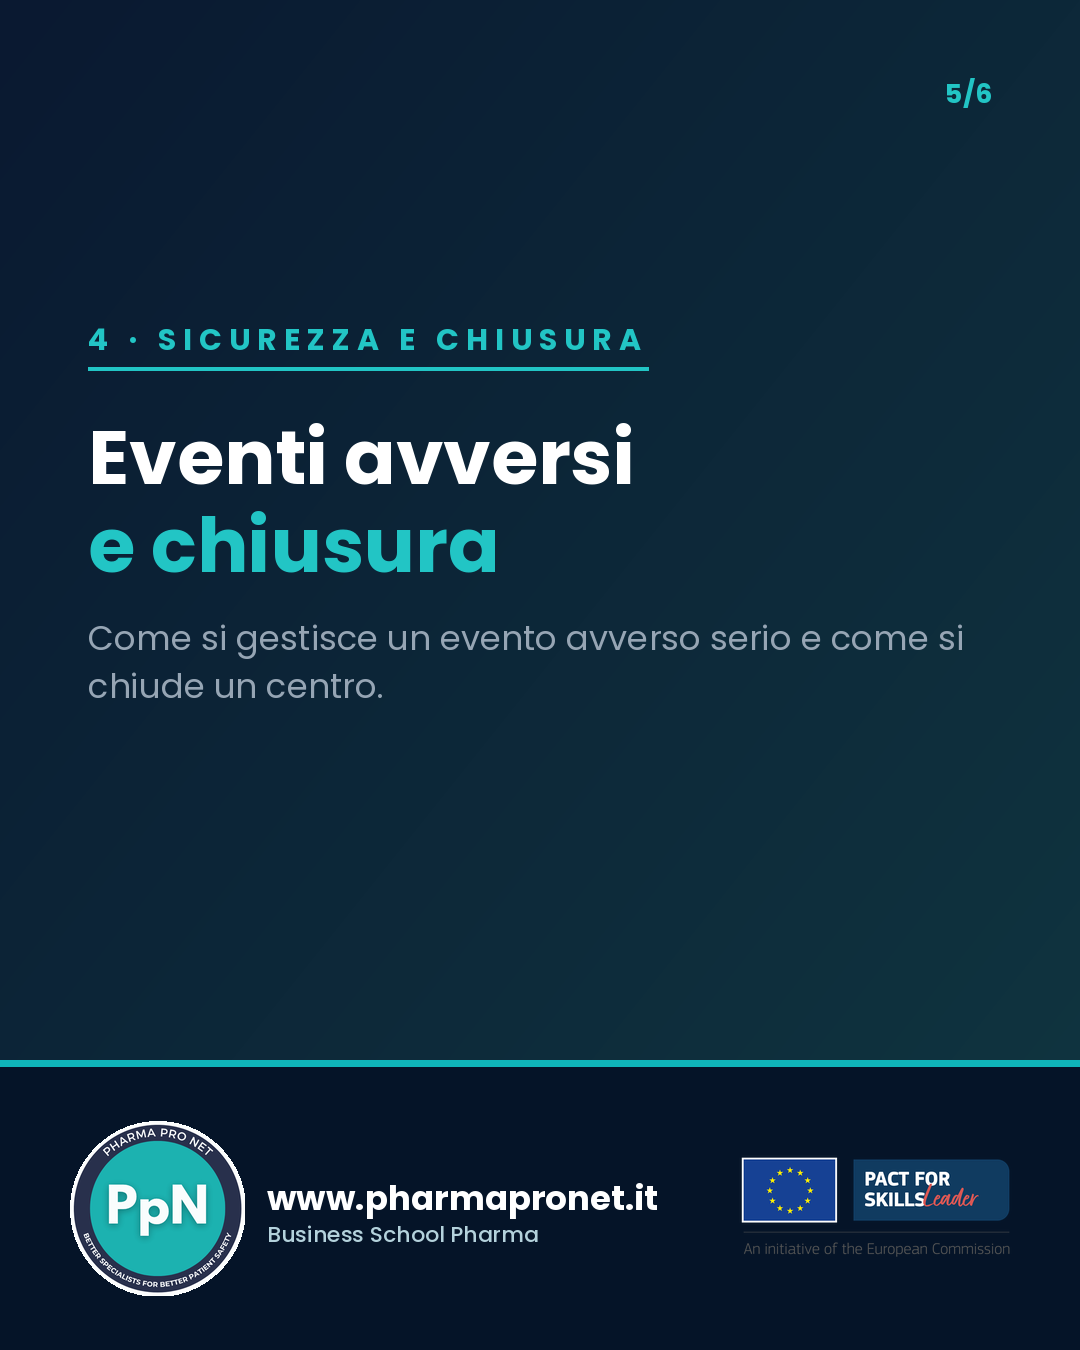 5/6
4 · SICUREZZA E CHIUSURA
Eventi avversi
e chiusura
Come si gestisce un evento avverso serio e come si
chiude un centro.
PHARMA PRO NET
PpN
BETTER SPECIALISTS FOR BETTER PATIENT SAFETY
www.pharmapronet.it
Business School Pharma
PACT FOR
SKILLS Leader
An initiative of the European Commission